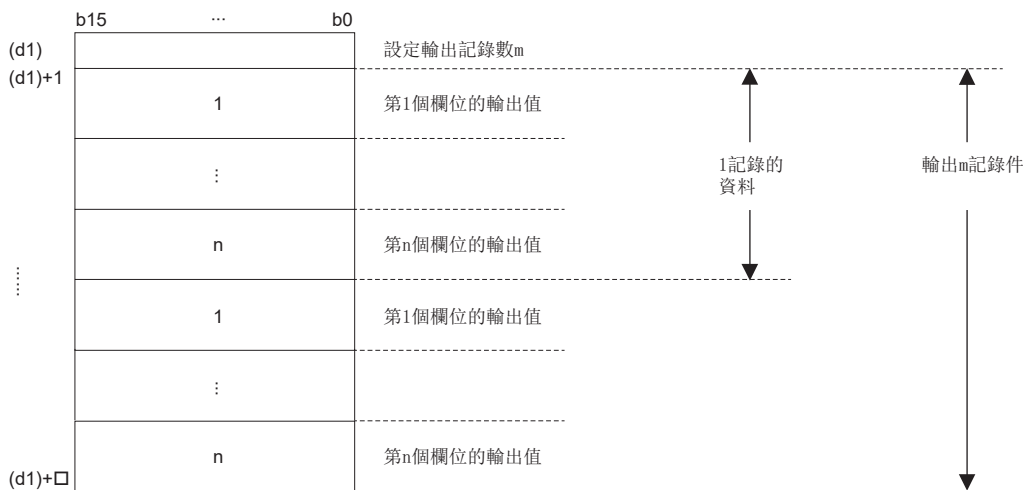 b15 … b0
(d1) 設定輸出記錄數m
(d1)+1
1 第1個欄位的輸出值
⋮ 1記錄的 輸出m記錄件
資料
n 第n個欄位的輸出值
⋮
1 第1個欄位的輸出值
⋮
n 第n個欄位的輸出值
(d1)+□